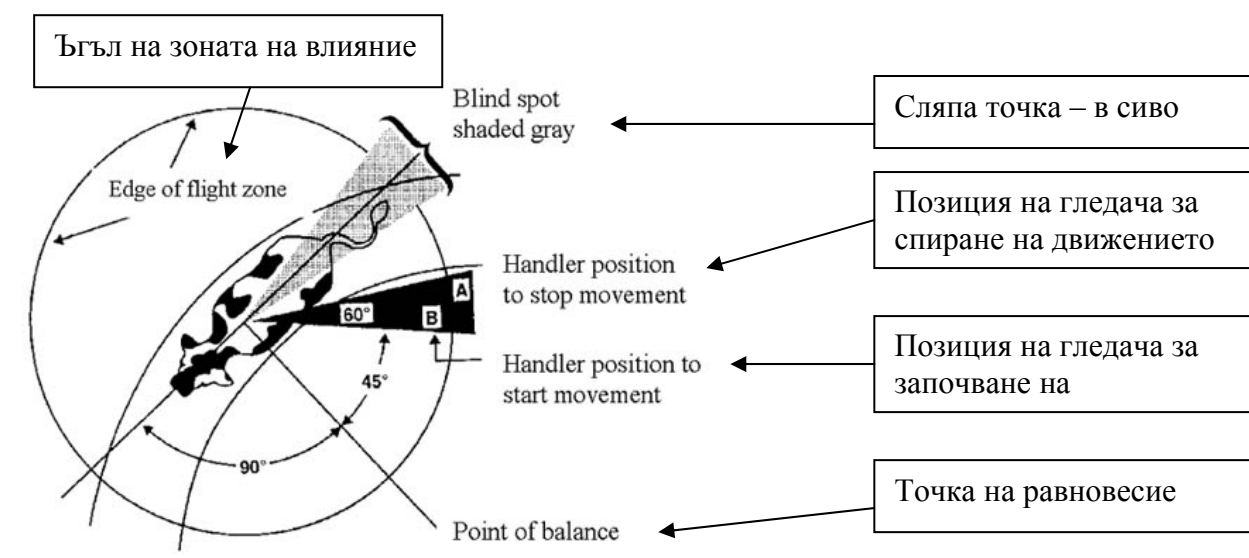 Ъгъл на зоната на влияние
Blind spot
shaded gray
Сляпа точка – в сиво
Edge of flight zone
Позиция на гледача за
спиране на движението
Handler position
to stop movement
A
B
60°
Позиция на гледача за
започване на
Handler position to
start movement
45°
90°
Точка на равновесие
Point of balance